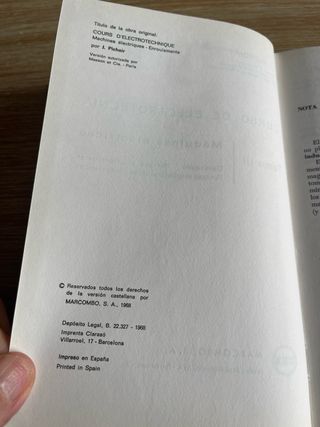 Título de la obra original:
COURS D'ELECTROTECHNIQUE
Machines électriques - Enroulements
por J. Pichoir
Versión autorizada por
Masson et Cie. - París
© Reservados todos los derechos
de la versión castellana por
MARCOMBO, S. A., 1968
Depósito Legal, B. 22.327 - 1968
Imprenta Clarasó
Villarroel, 17 - Barcelona
Impreso en España
Printed in Spain
NOTA